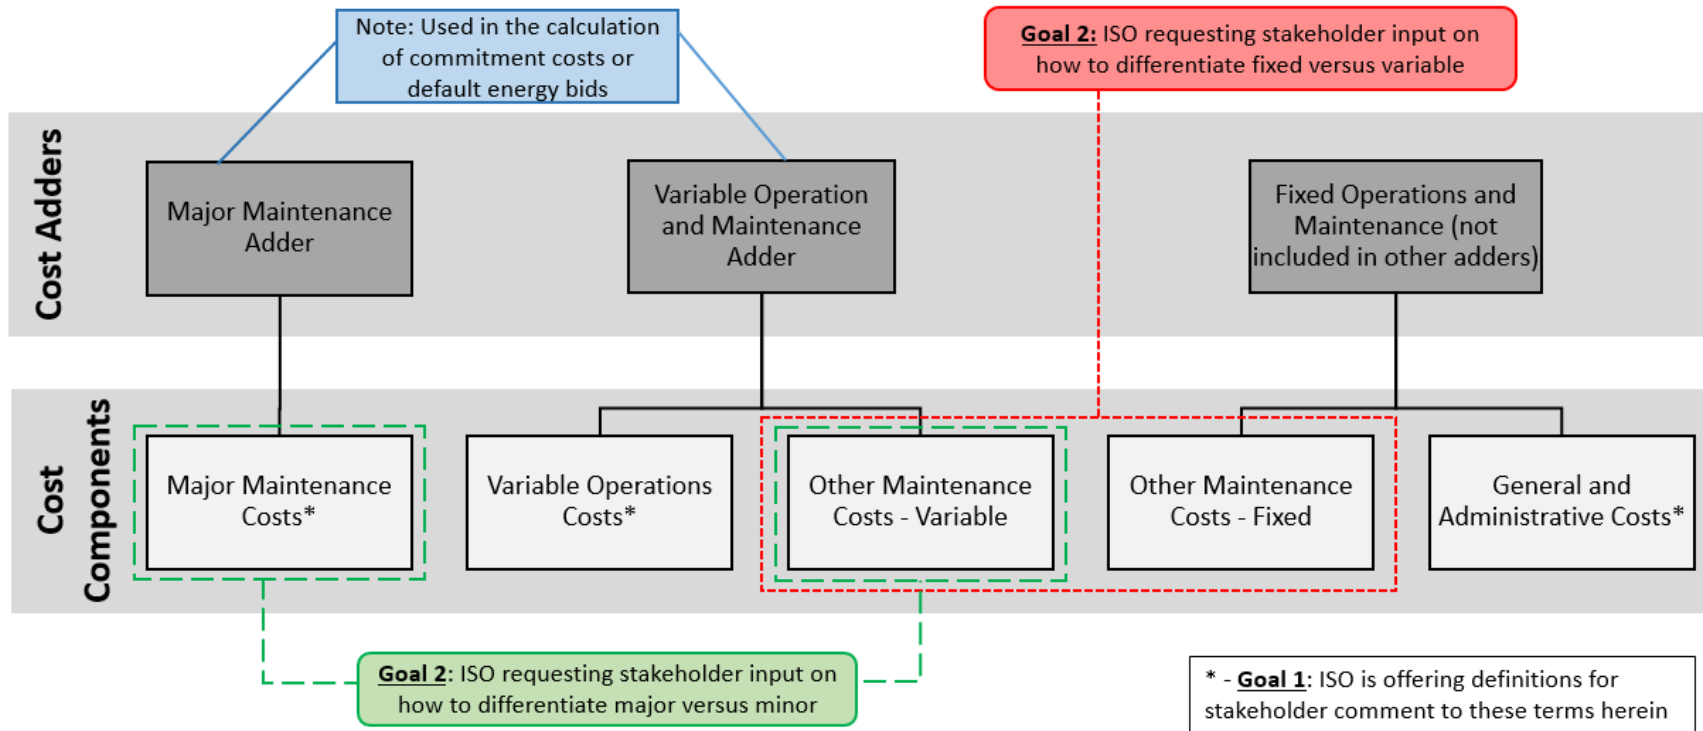 Note: Used in the calculation
of commitment costs or
default energy bids
Goal 2: ISO requesting stakeholder input on
how to differentiate fixed versus variable
Cost Adders
Major Maintenance
Adder
Variable Operation
and Maintenance
Adder
Fixed Operations and
Maintenance (not
included in other adders)
Cost
Components
Major Maintenance
Costs*
Variable Operations
Costs*
Other Maintenance
Costs - Variable
Other Maintenance
Costs - Fixed
General and
Administrative Costs*
Goal 2: ISO requesting stakeholder input on
how to differentiate major versus minor
* - Goal 1: ISO is offering definitions for
stakeholder comment to these terms herein